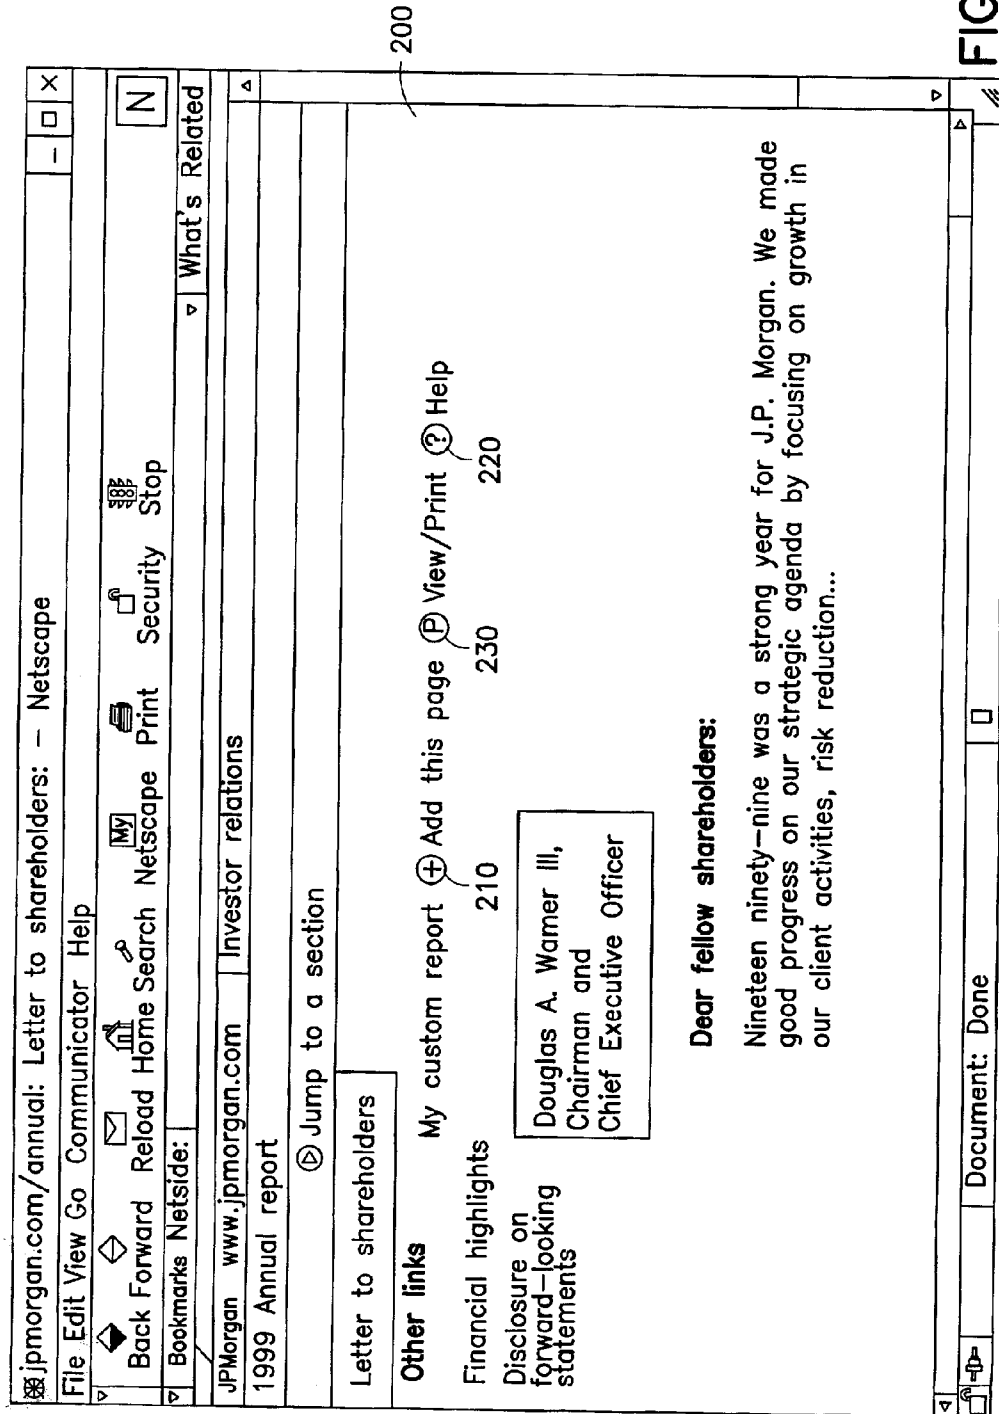 jpmorgan.com/annual: Letter to shareholders: – Netscape
File Edit View Go Communicator Help
Back Forward Reload Home Search Netscape Print Security Stop
My
N
Bookmarks Netside:
What's Related
JPMorgan www.jpmorgan.com Investor relations
1999 Annual report
Jump to a section
Letter to shareholders
200
Other links
My custom report + Add this page P View/Print ? Help
210 230 220
Financial highlights
Disclosure on
forward–looking
statements
Douglas A. Warner III,
Chairman and
Chief Executive Officer
Dear fellow shareholders:
Nineteen ninety–nine was a strong year for J.P. Morgan. We made
good progress on our strategic agenda by focusing on growth in
our client activities, risk reduction...
Document: Done
FIG